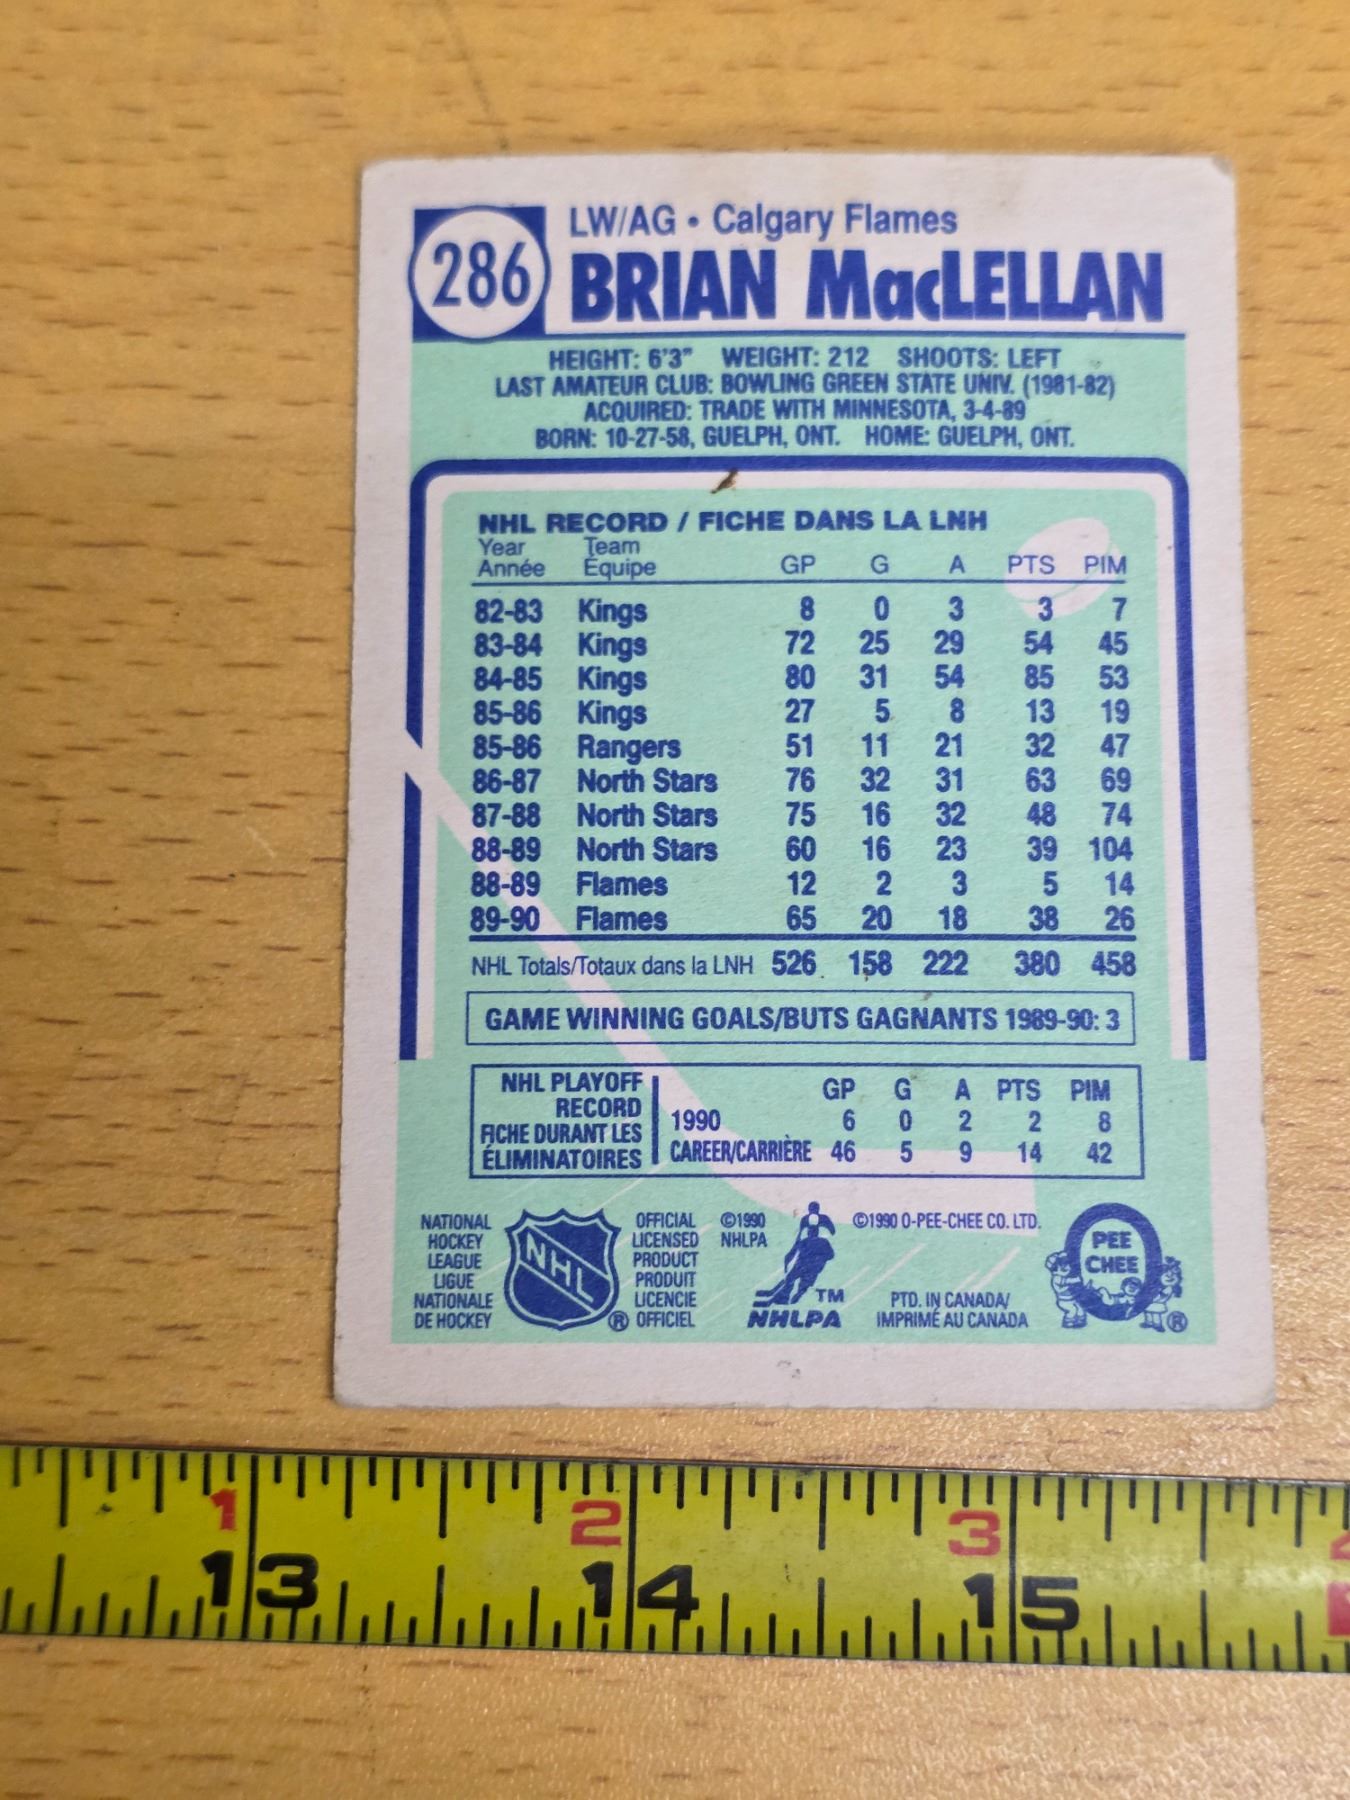 286
LW/AG • Calgary Flames
BRIAN MacLELLAN
HEIGHT: 6'3" WEIGHT: 212 SHOOTS: LEFT
LAST AMATEUR CLUB: BOWLING GREEN STATE UNIV. (1981-82)
ACQUIRED: TRADE WITH MINNESOTA, 3-4-89
BORN: 10-27-58, GUELPH, ONT. HOME: GUELPH, ONT.
NHL RECORD / FICHE DANS LA LNH
Year Team
Année Équipe GP G A PTS PIM
82-83 Kings 8 0 3 3 7
83-84 Kings 72 25 29 54 45
84-85 Kings 80 31 54 85 53
85-86 Kings 27 5 8 13 19
85-86 Rangers 51 11 21 32 47
86-87 North Stars 76 32 31 63 69
87-88 North Stars 75 16 32 48 74
88-89 North Stars 60 16 23 39 104
88-89 Flames 12 2 3 5 14
89-90 Flames 65 20 18 38 26
NHL Totals/Totaux dans la LNH 526 158 222 380 458
GAME WINNING GOALS/BUTS GAGNANTS 1989-90: 3
NHL PLAYOFF
RECORD
FICHE DURANT LES
ÉLIMINATOIRES
GP G A PTS PIM
1990 6 0 2 2 8
CAREER/CARRIÈRE 46 5 9 14 42
NATIONAL
HOCKEY
LEAGUE
LIGUE
NATIONALE
DE HOCKEY
NHL
®
OFFICIAL
LICENSED
PRODUCT
PRODUIT
LICENCIE
OFFICIEL
©1990
NHLPA
TM
NHLPA
©1990 O-PEE-CHEE CO. LTD.
PTD. IN CANADA/
IMPRIMÉ AU CANADA
O
PEE
CHEE
®
1 2 3 4
13 14 15